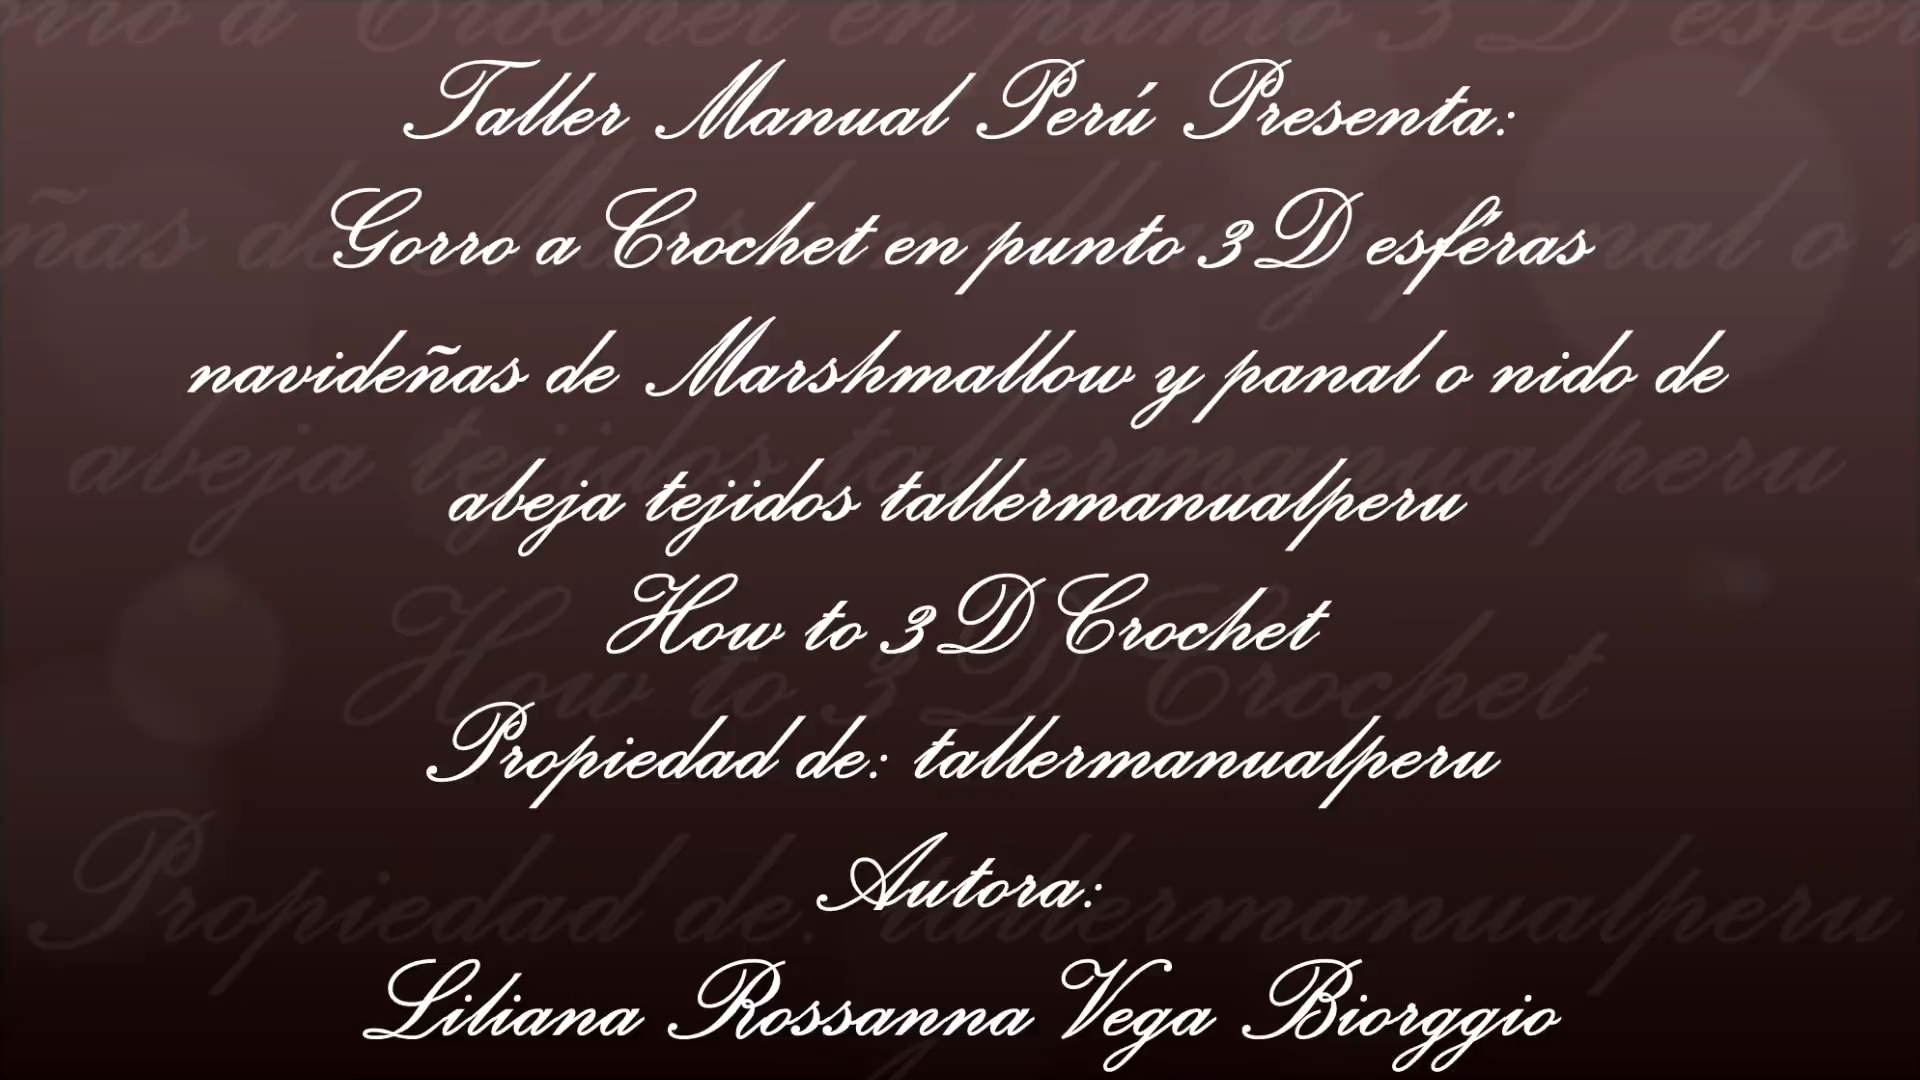 Taller Manual Perú Presenta:
Gorro a Crochet en punto 3D esféras
navideñas de Marshmallow y panal o nido de
abeja tejidos tallermanualperu
How to 3D Crochet
Propiedad de: tallermanualperu
Autora:
Liliana Rossanna Vega Biorggio